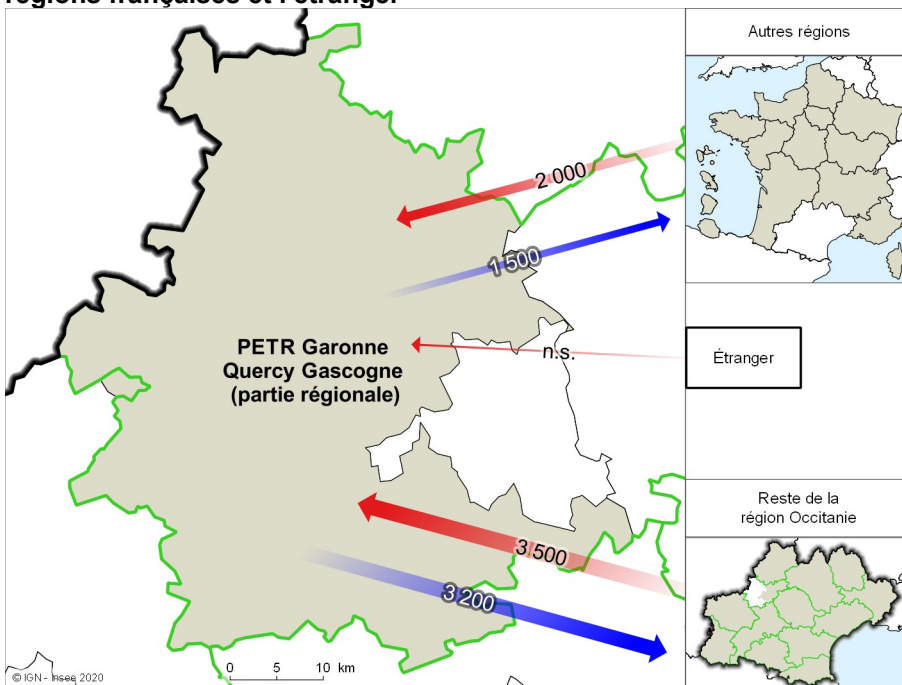 régions françaises et l'étranger
Autres régions
2 000
1 500
PETR Garonne
Quercy Gascogne
(partie régionale)
n.s.
Étranger
Reste de la
région Occitanie
3 500
3 200
0 5 10 km
© IGN - Insee 2020